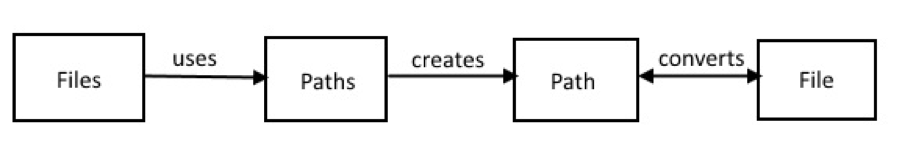 Files
uses
Paths
creates
Path
converts
File